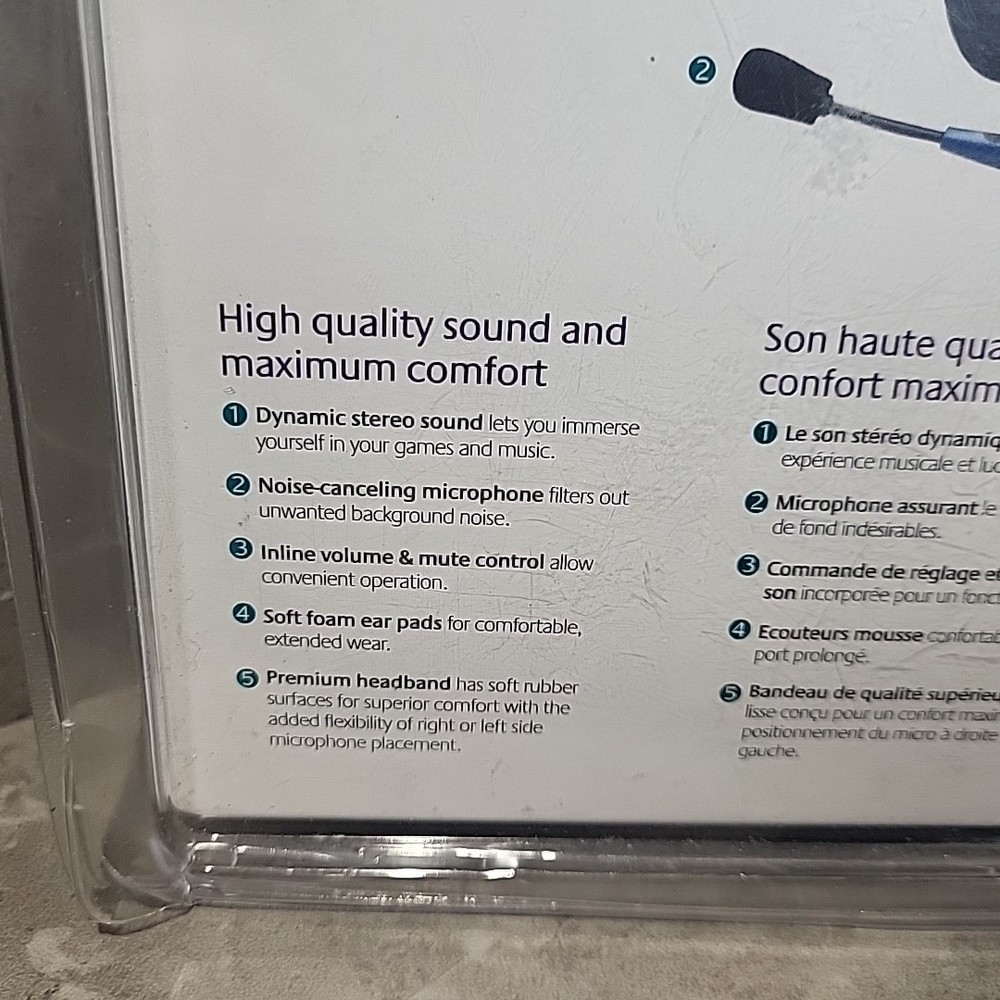 2
High quality sound and
maximum comfort
1 Dynamic stereo sound lets you immerse
yourself in your games and music.
2 Noise-canceling microphone filters out
unwanted background noise.
3 Inline volume & mute control allow
convenient operation.
4 Soft foam ear pads for comfortable,
extended wear.
5 Premium headband has soft rubber
surfaces for superior comfort with the
added flexibility of right or left side
microphone placement.
Son haute qua
confort maxim
1 Le son stéréo dynamiq
expérience musicale et luc
2 Microphone assurant le
de fond indésirables.
3 Commande de réglage et
son incorporée pour un fonct
4 Ecouteurs mousse confortab
port prolongé.
5 Bandeau de qualité supérieu
lisse conçu pour un confort maxi
positionnement du micro à droite
gauche.